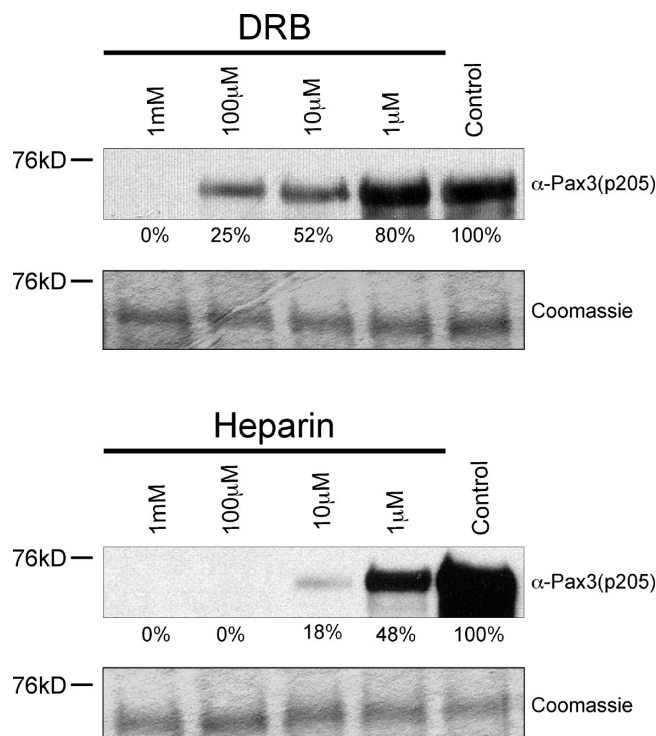 DRB
1mM 100μM 10μM 1μM Control
76kD
α-Pax3(p205)
0% 25% 52% 80% 100%
76kD
Coomassie
Heparin
1mM 100μM 10μM 1μM Control
76kD
α-Pax3(p205)
0% 0% 18% 48% 100%
76kD
Coomassie